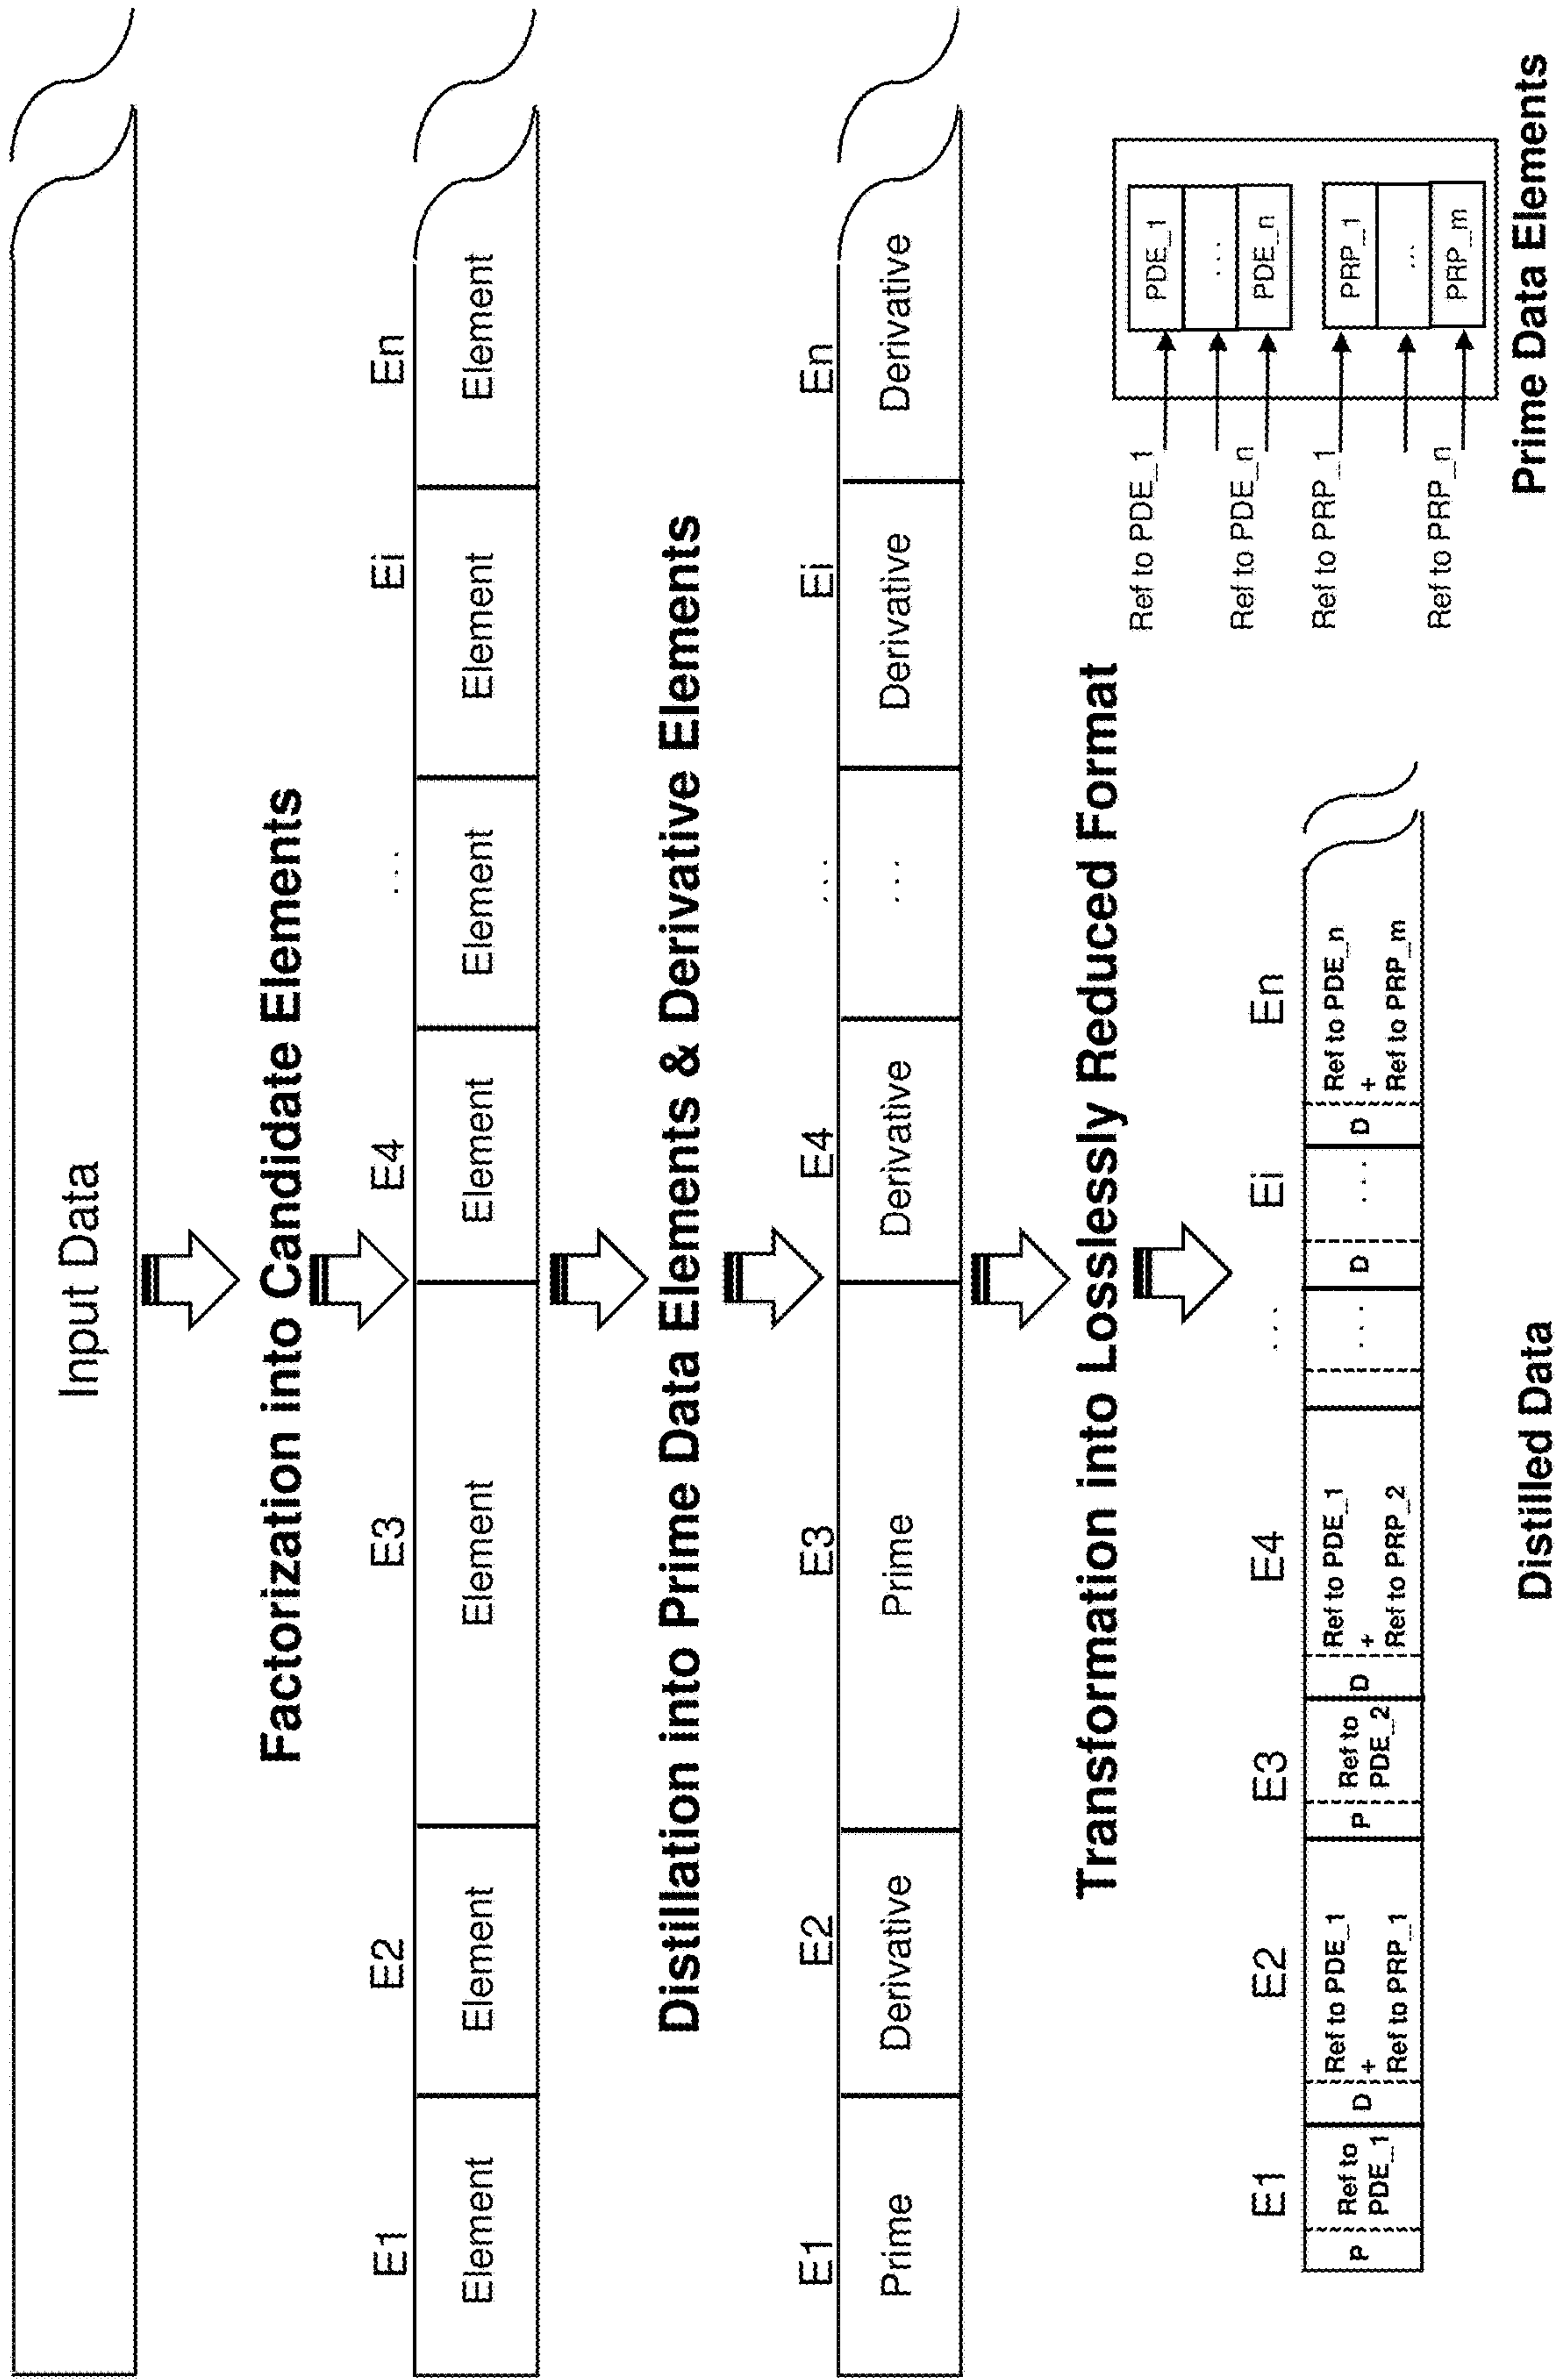 Input Data
Factorization into Candidate Elements
E1 E2 E3 E4 ... Ei En
Element Element Element Element Element Element Element
Distillation into Prime Data Elements & Derivative Elements
E1 E2 E3 E4 ... Ei En
Prime Derivative Prime Derivative ... Derivative Derivative
Transformation into Losslessly Reduced Format
E1 E2 E3 E4 ... Ei En
P
Ref to
PDE_1
D
Ref to PDE_1
+
Ref to PRP_1
P
Ref to
PDE_2
D
Ref to PDE_1
+
Ref to PRP_2
...
D
...
D
Ref to PDE_n
+
Ref to PRP_m
Distilled Data
Ref to PDE_1
Ref to PDE_n
Ref to PRP_1
Ref to PRP_n
PDE_1
...
PDE_n
PRP_1
...
PRP_m
Prime Data Elements